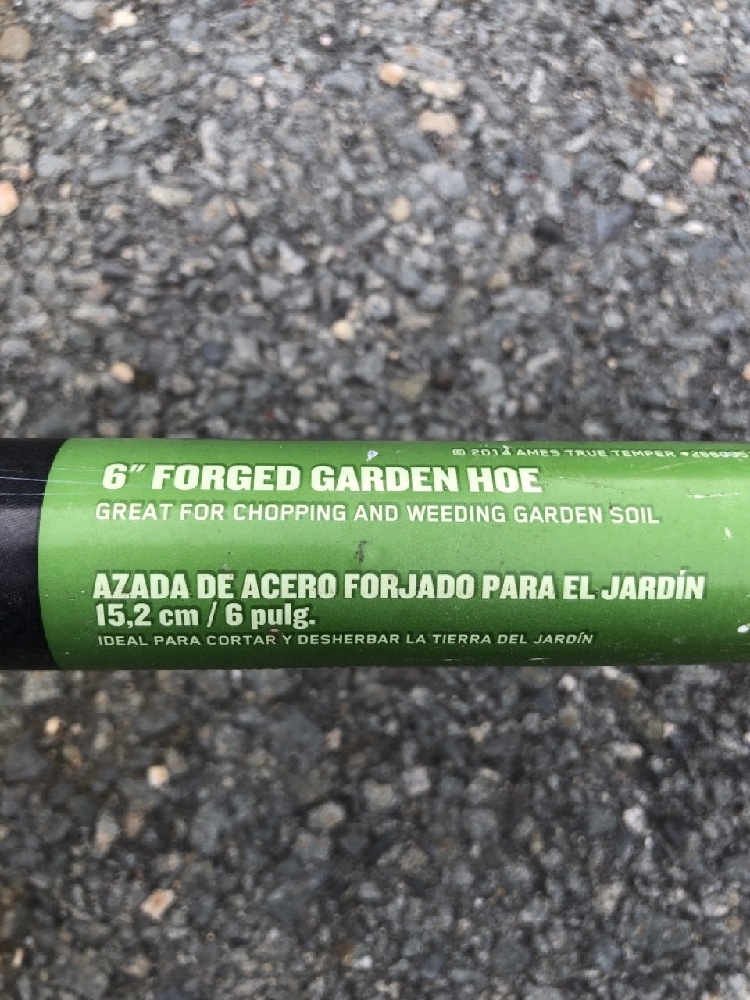 © 2014 AMES TRUE TEMPER
6″ FORGED GARDEN HOE
GREAT FOR CHOPPING AND WEEDING GARDEN SOIL
AZADA DE ACERO FORJADO PARA EL JARDÍN
15,2 cm / 6 pulg.
IDEAL PARA CORTAR Y DESHERBAR LA TIERRA DEL JARDÍN